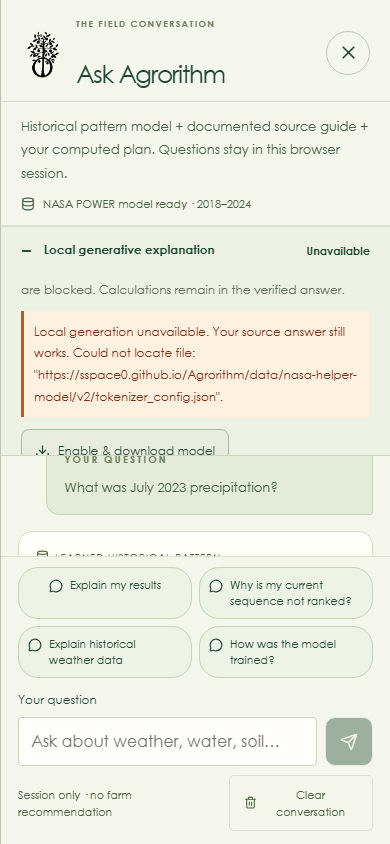 THE FIELD CONVERSATION
Ask Agrorithm
Historical pattern model + documented source guide +
your computed plan. Questions stay in this browser
session.
NASA POWER model ready · 2018–2024
Local generative explanation
Unavailable
are blocked. Calculations remain in the verified answer.
Local generation unavailable. Your source answer still
works. Could not locate file:
"https://sspace0.github.io/Agrorithm/data/nasa-helper-
model/v2/tokenizer_config.json".
Enable & download model
YOUR QUESTION
What was July 2023 precipitation?
LEARNED HISTORICAL PATTERN
Explain my results
Why is my current
sequence not ranked?
Explain historical
weather data
How was the model
trained?
Your question
Ask about weather, water, soil...
Session only · no farm
recommendation
Clear
conversation